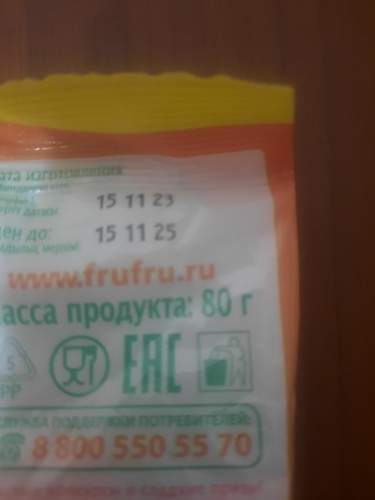 ата изготовления
15 11 23
ен до:
15 11 25
www.frufru.ru
асса продукта: 80 г
5
PP
EAC
СЛУЖБА ПОДДЕРЖКИ ПОТРЕБИТЕЛЕЙ:
8 800 550 55 70